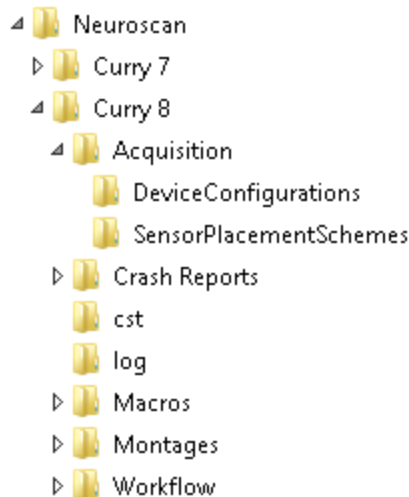 Neuroscan
Curry 7
Curry 8
Acquisition
DeviceConfigurations
SensorPlacementSchemes
Crash Reports
cst
log
Macros
Montages
Workflow